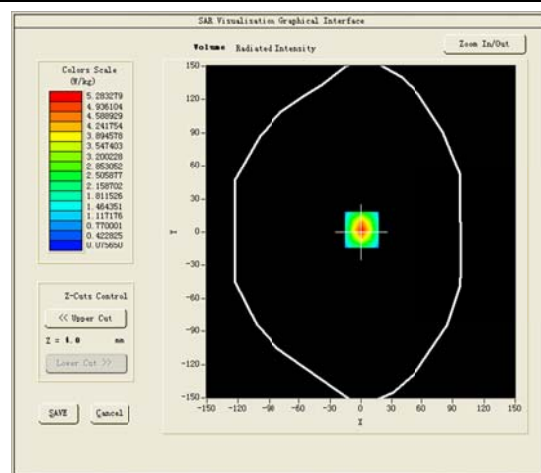 SAR Visualisation Graphical Interface
Volume Radiated Intensity
Zoom In/Out
Colors Scale
(W/kg)
5.283279
4.936104
4.588929
4.241754
3.894578
3.547403
3.200228
2.853052
2.505877
2.158702
1.811526
1.464351
1.117176
0.770001
0.422825
0.075650
Z-Cuts Control
<< Upper Cut
Z = 4.0 mm
Lower Cut >>
SAVE
Cancel
150
120
90
60
30
0
-30
-60
-90
-120
-150
Y
-150 -120 -90 -60 -30 0 30 60 90 120 150
X